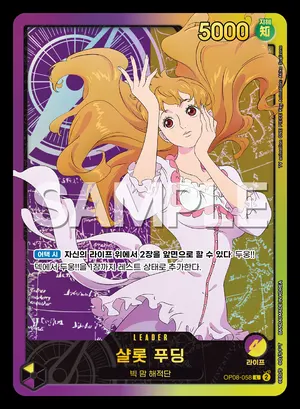 5000
지혜
知
SAMPLE
어택 시 자신의 라이프 위에서 2장을 앞면으로 할 수 있다: 두웅!!
덱에서 두웅!!을 1장까지 레스트 상태로 추가한다.
LEADER
샬롯 푸딩
빅 맘 해적단
라이프
OP08-058 L 2